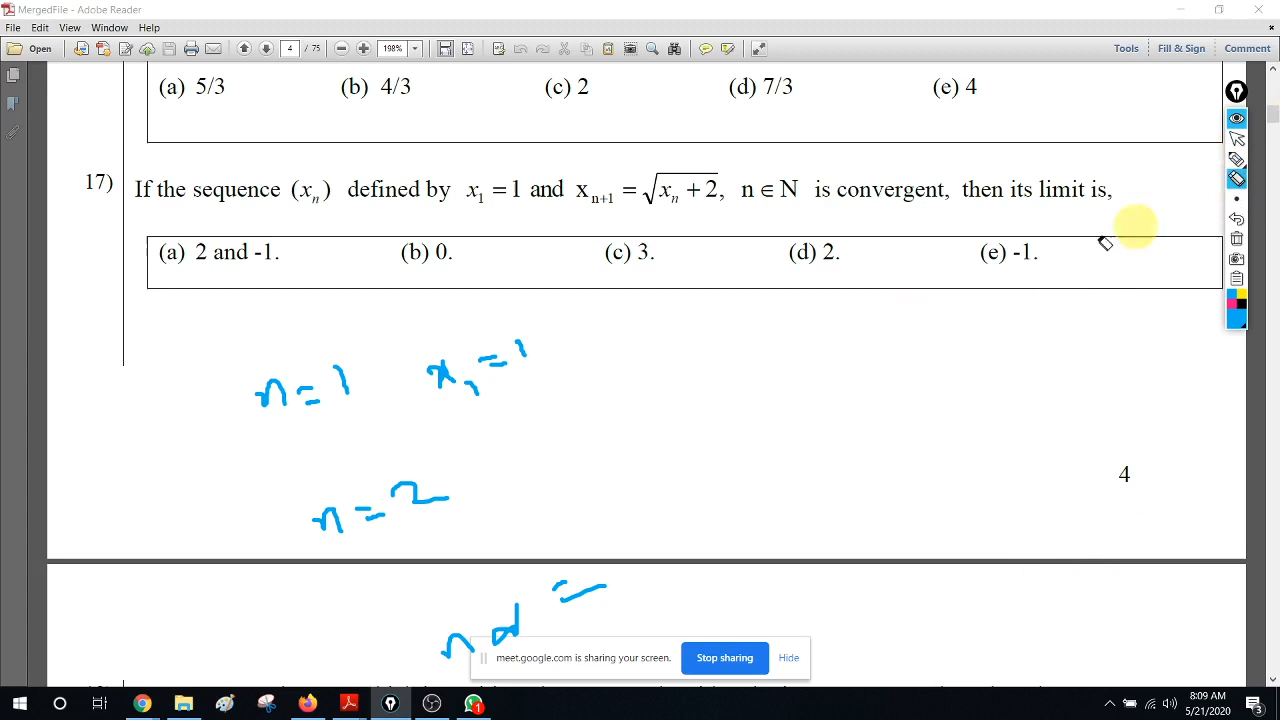 MergedFile - Adobe Reader
File Edit View Window Help
Open 4 / 75 198% Tools Fill & Sign Comment
(a) 5/3 (b) 4/3 (c) 2 (d) 7/3 (e) 4
17) If the sequence (xₙ) defined by x₁ = 1 and xₙ₊₁ = √(xₙ + 2), n ∈ N is convergent, then its limit is,
(a) 2 and -1. (b) 0. (c) 3. (d) 2. (e) -1.
n = 1 x₁ = 1
4
n = 2
=
meet.google.com is sharing your screen. Stop sharing Hide
1
8:09 AM
5/21/2020
3